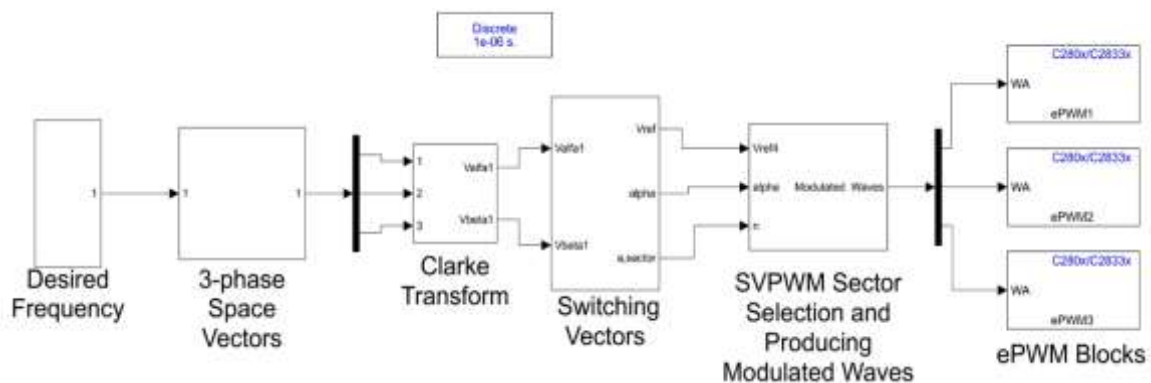 Discrete
1e-06 s.
1
Desired
Frequency
1
1
3-phase
Space
Vectors
1
2
3
Valfa1
Vbeta1
Clarke
Transform
Valfa1
Vbeta1
Vref
alpha
Switching
Vectors
Vref4
alpha
n
Modulated Waves
SVPWM Sector
Selection and
Producing
Modulated Waves
C280x/C2833x
WA
ePWM1
C280x/C2833x
WA
ePWM2
C280x/C2833x
WA
ePWM3
ePWM Blocks